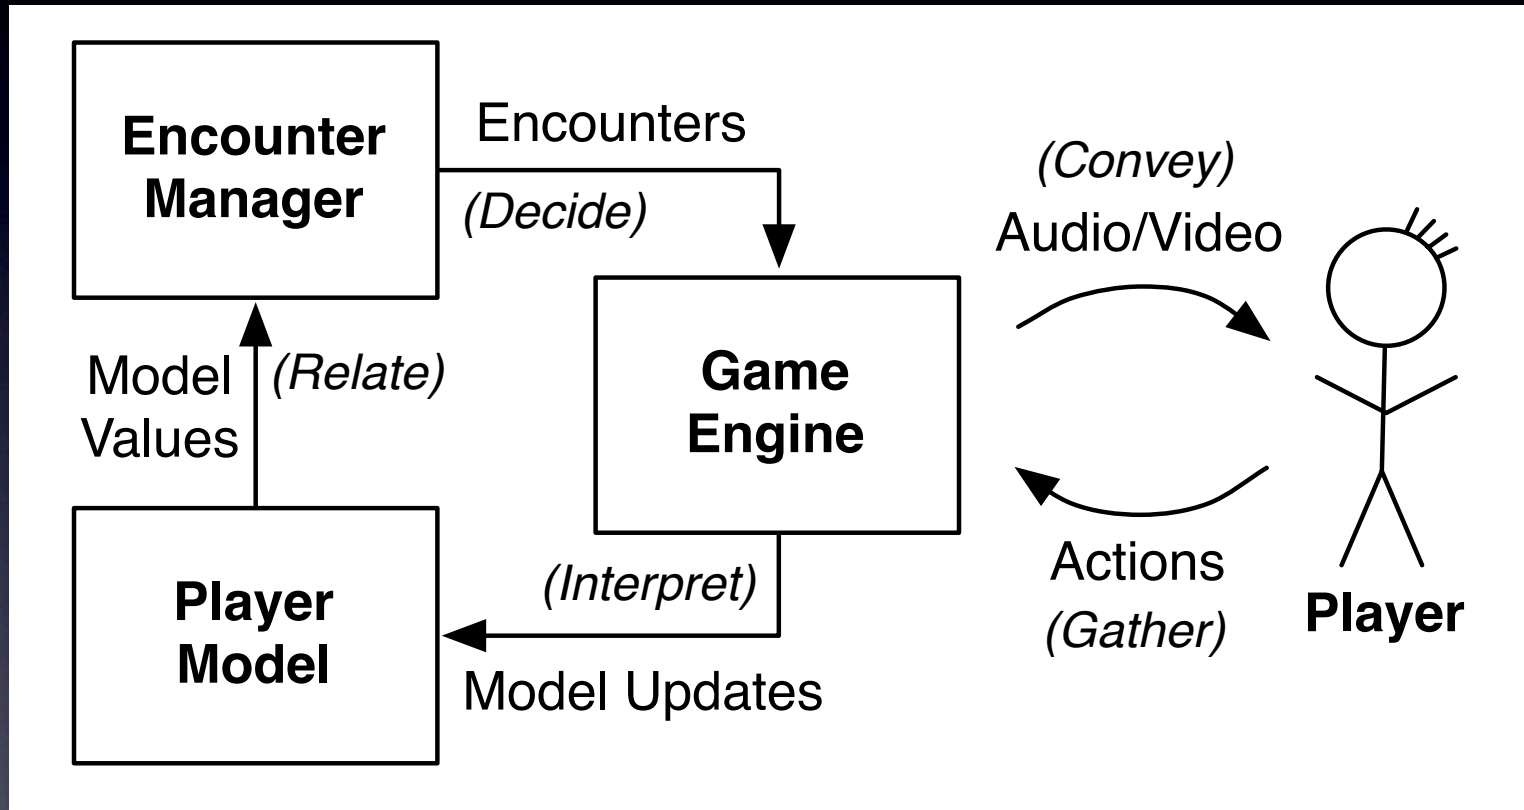 Encounter
Manager
Encounters
(Decide)
(Convey)
Audio/Video
Game
Engine
Model
Values
(Relate)
Player
Model
(Interpret)
Model Updates
Actions
(Gather)
Player